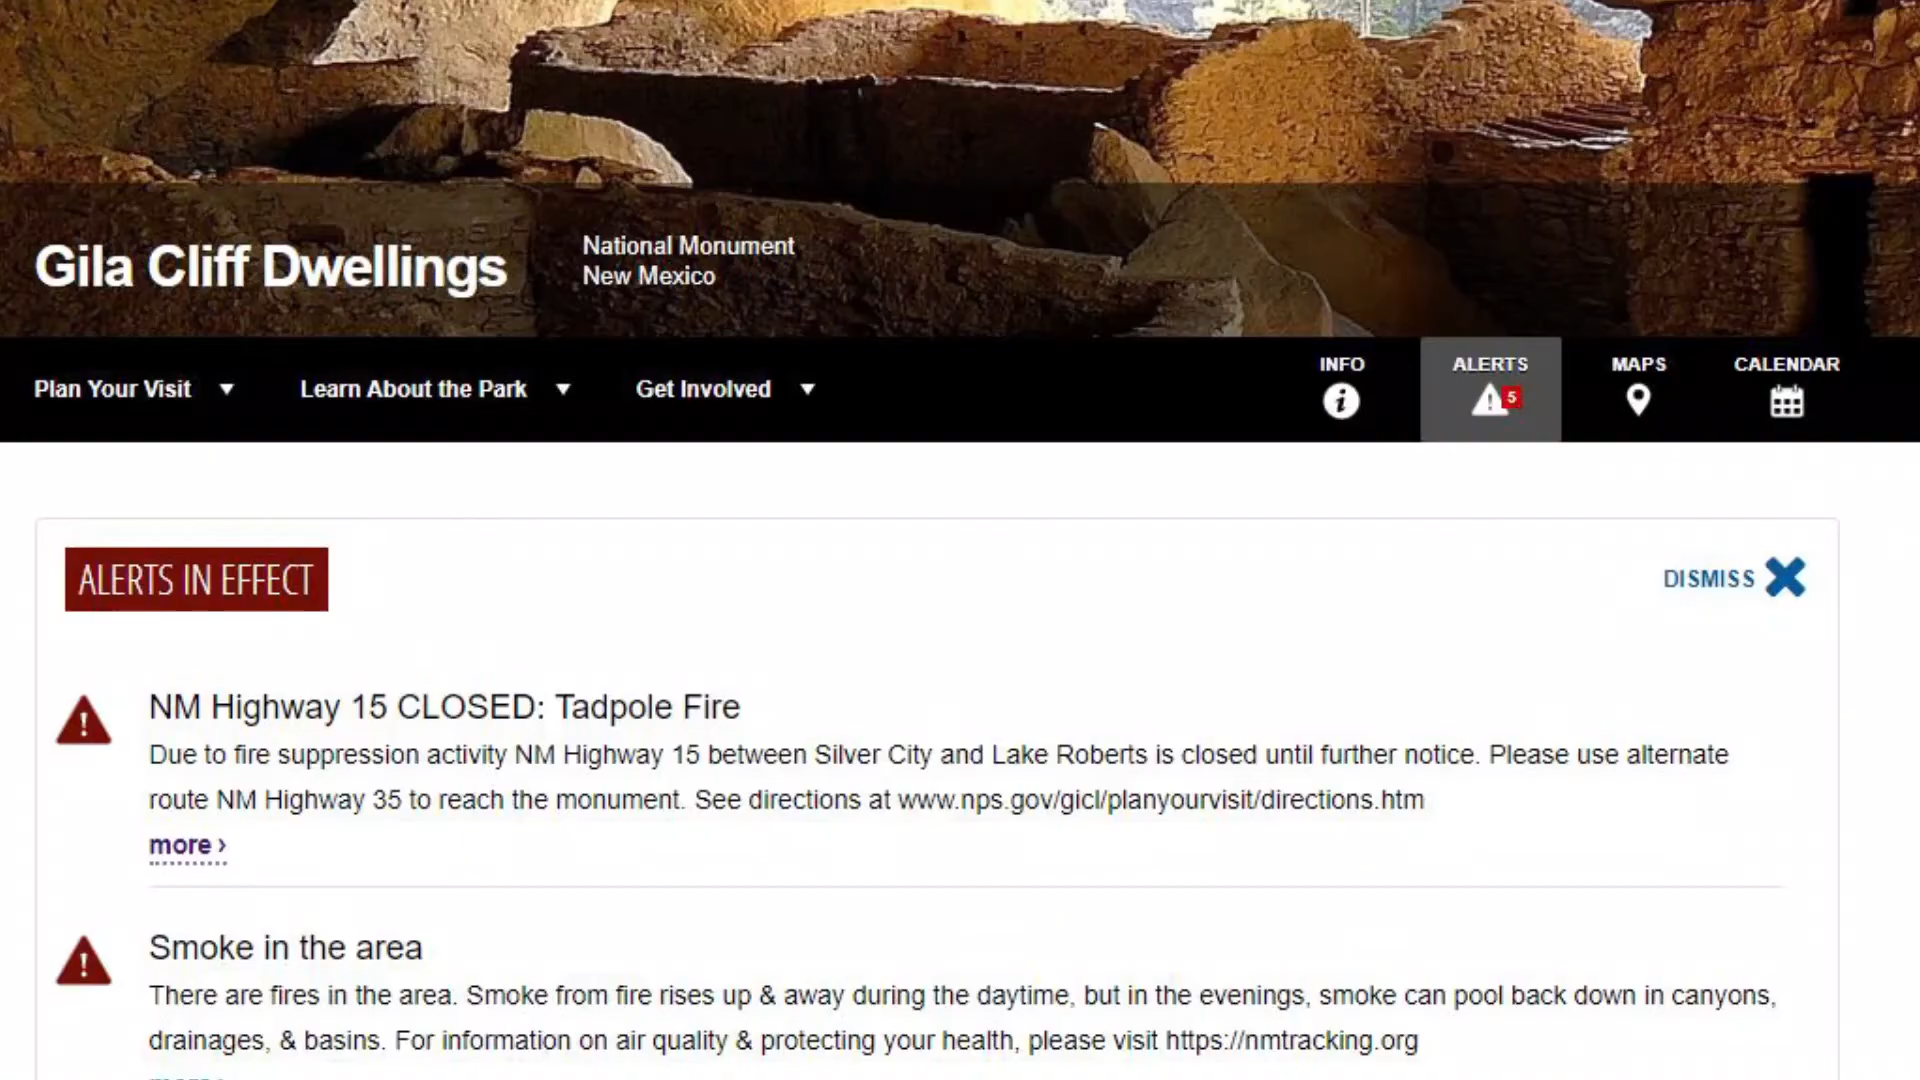 Gila Cliff Dwellings
National Monument
New Mexico
Plan Your Visit
Learn About the Park
Get Involved
INFO
ALERTS
5
MAPS
CALENDAR
ALERTS IN EFFECT
DISMISS
NM Highway 15 CLOSED: Tadpole Fire
Due to fire suppression activity NM Highway 15 between Silver City and Lake Roberts is closed until further notice. Please use alternate
route NM Highway 35 to reach the monument. See directions at www.nps.gov/gicl/planyourvisit/directions.htm
more ›
Smoke in the area
There are fires in the area. Smoke from fire rises up & away during the daytime, but in the evenings, smoke can pool back down in canyons,
drainages, & basins. For information on air quality & protecting your health, please visit https://nmtracking.org